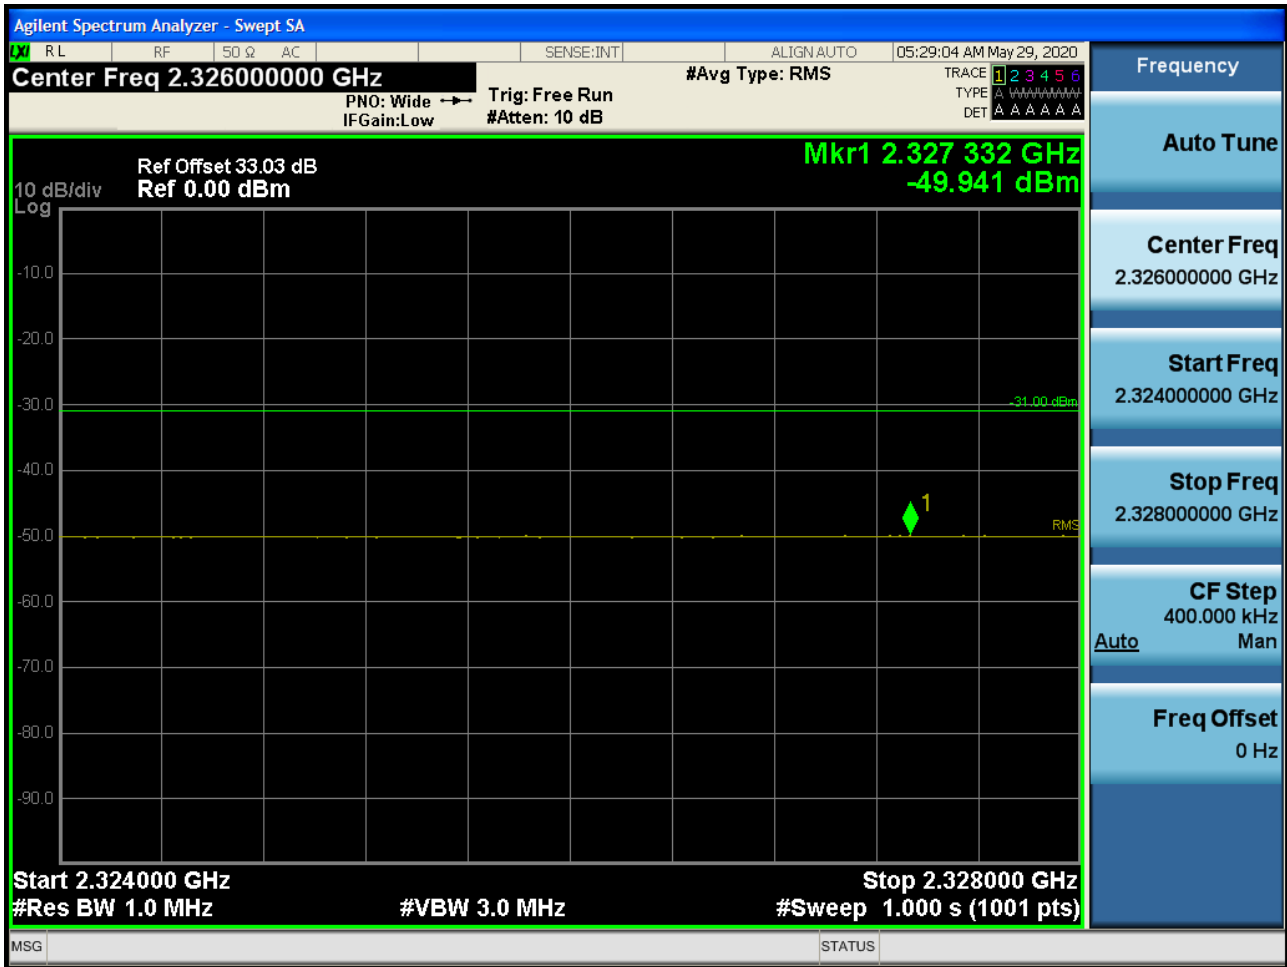 Agilent Spectrum Analyzer - Swept SA
LXI RL RF 50 Ω AC SENSE:INT ALIGNAUTO 05:29:04 AM May 29, 2020
Center Freq 2.326000000 GHz
#Avg Type: RMS
TRACE 1 2 3 4 5 6
PNO: Wide
Trig: Free Run
TYPE A WWWWW
IFGain:Low
#Atten: 10 dB
DET A A A A A A
Mkr1 2.327 332 GHz
-49.941 dBm
Ref Offset 33.03 dB
10 dB/div Ref 0.00 dBm
Log
-10.0
-20.0
-30.0
-31.00 dBm
-40.0
1
RMS
-50.0
-60.0
-70.0
-80.0
-90.0
Start 2.324000 GHz
Stop 2.328000 GHz
#Res BW 1.0 MHz
#VBW 3.0 MHz
#Sweep 1.000 s (1001 pts)
MSG
STATUS
Frequency
Auto Tune
Center Freq
2.326000000 GHz
Start Freq
2.324000000 GHz
Stop Freq
2.328000000 GHz
CF Step
400.000 kHz
Auto Man
Freq Offset
0 Hz